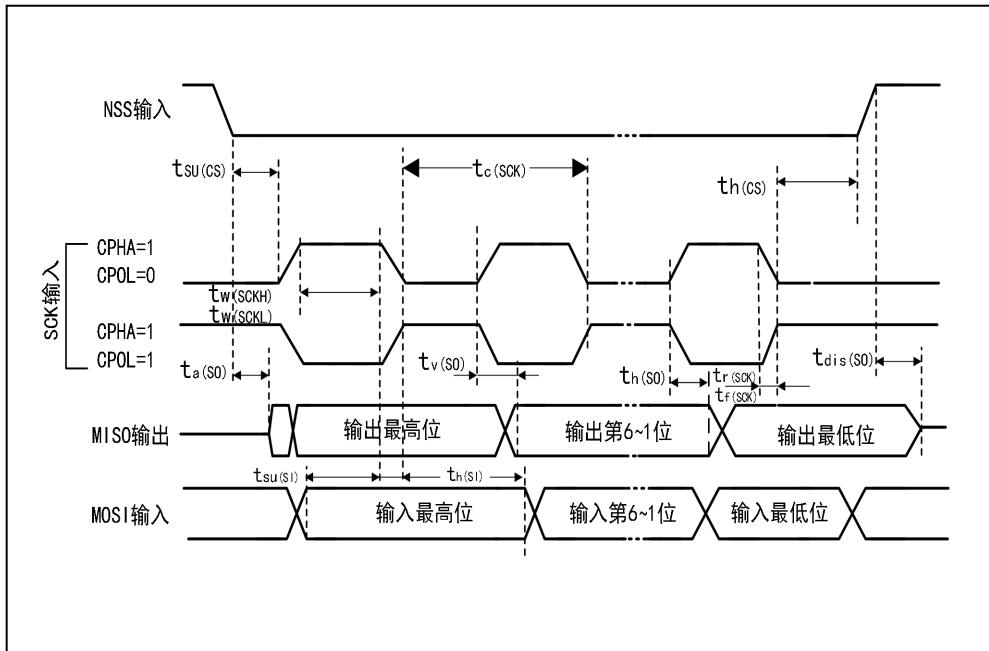 NSS输入
tSU(CS)
tc(SCK)
th(CS)
SCK输入
CPHA=1
CPOL=0
tW(SCKH)
tW(SCKL)
CPHA=1
CPOL=1
ta(SO)
tv(SO)
th(SO)
tr(SCK)
tf(SCK)
tdis(SO)
MISO输出
输出最高位
输出第6~1位
输出最低位
tsu(SI)
th(SI)
MOSI输入
输入最高位
输入第6~1位
输入最低位